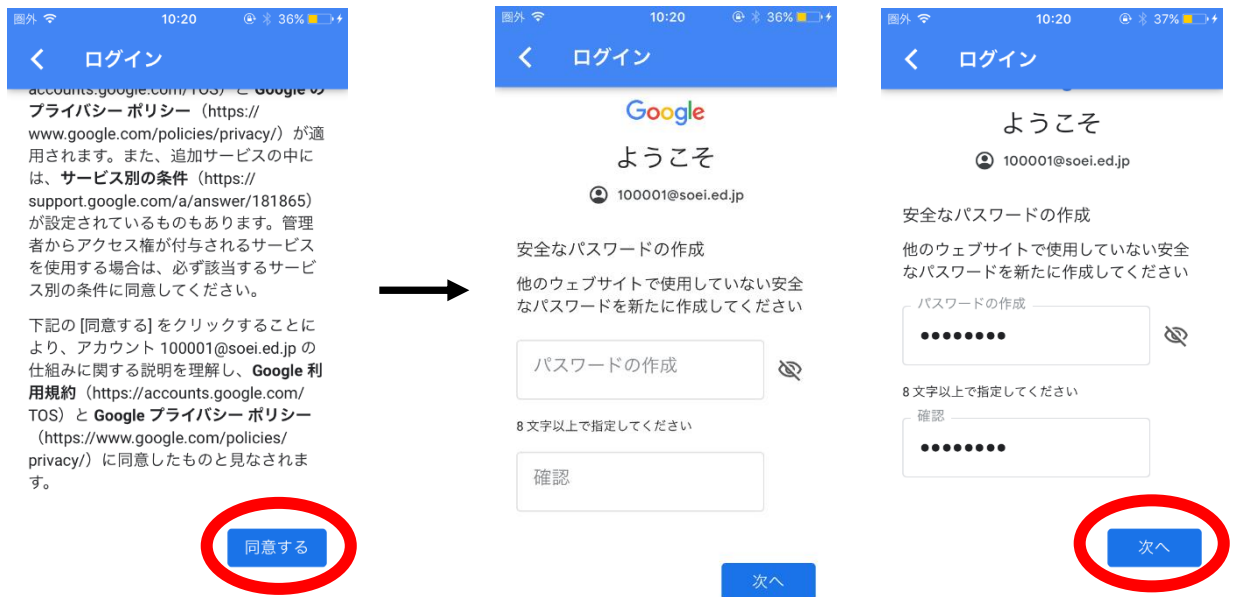 圏外 10:20 36%
ログイン
accounts.google.com/TOS）と Google の
プライバシー ポリシー（https://
www.google.com/policies/privacy/）が適
用されます。また、追加サービスの中に
は、サービス別の条件（https://
support.google.com/a/answer/181865）
が設定されているものもあります。管理
者からアクセス権が付与されるサービス
を使用する場合は、必ず該当するサービ
ス別の条件に同意してください。
下記の [同意する] をクリックすることに
より、アカウント 100001@soei.ed.jp の
仕組みに関する説明を理解し、Google 利
用規約（https://accounts.google.com/
TOS）と Google プライバシー ポリシー
（https://www.google.com/policies/
privacy/）に同意したものと見なされま
す。
同意する
圏外 10:20 36%
ログイン
Google
ようこそ
100001@soei.ed.jp
安全なパスワードの作成
他のウェブサイトで使用していない安全
なパスワードを新たに作成してください
パスワードの作成
8 文字以上で指定してください
確認
次へ
圏外 10:20 37%
ログイン
ようこそ
100001@soei.ed.jp
安全なパスワードの作成
他のウェブサイトで使用していない安全
なパスワードを新たに作成してください
パスワードの作成
••••••••
8 文字以上で指定してください
確認
••••••••
次へ